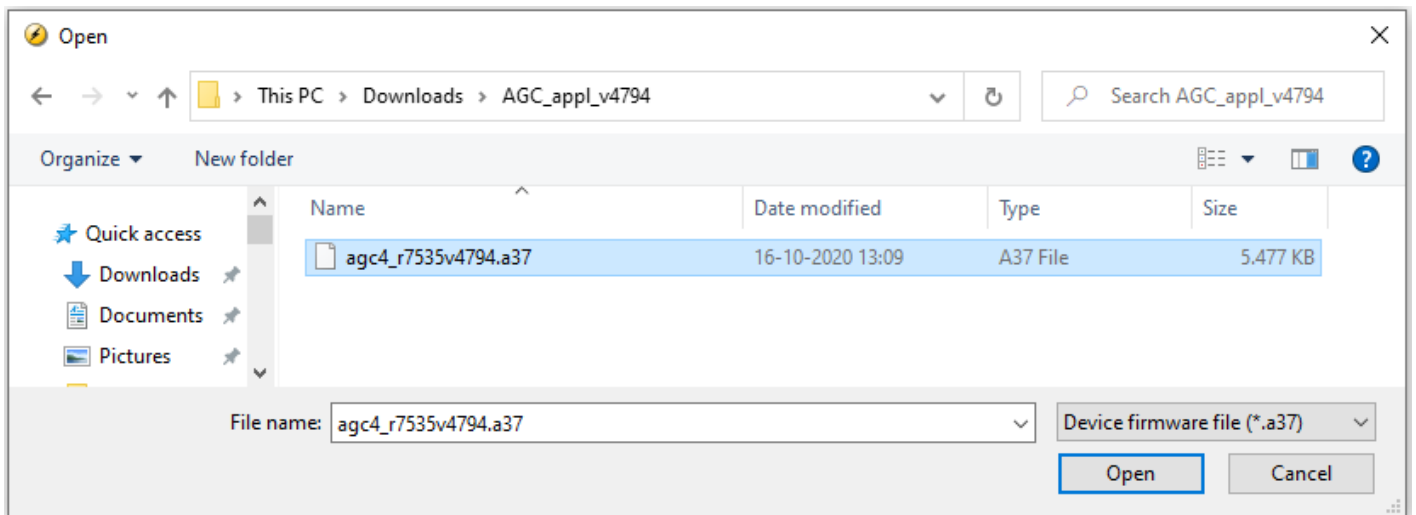 Open
This PC > Downloads > AGC_appl_v4794
Search AGC_appl_v4794
Organize
New folder
Name
Date modified
Type
Size
Quick access
agc4_r7535v4794.a37
16-10-2020 13:09
A37 File
5.477 KB
Downloads
Documents
Pictures
File name:
agc4_r7535v4794.a37
Device firmware file (*.a37)
Open
Cancel